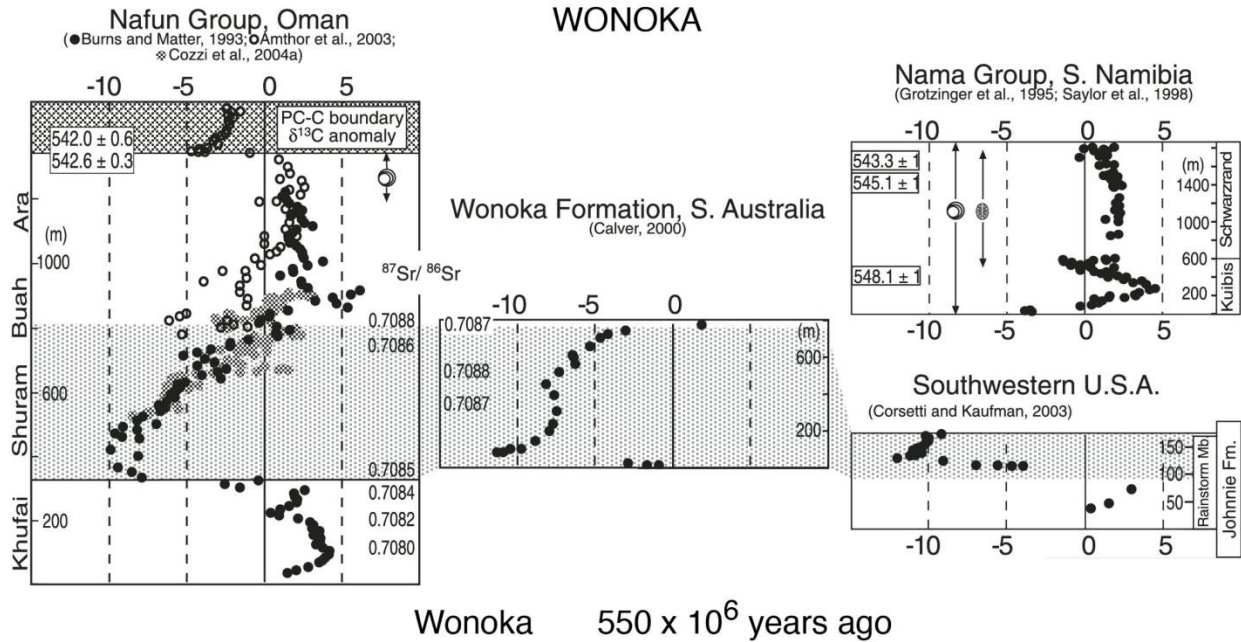 WONOKA
Nafun Group, Oman
(●Burns and Matter, 1993; ○Amthor et al., 2003;
Cozzi et al., 2004a)
-10 -5 0 5
PC-C boundary
δ¹³C anomaly
542.0 ± 0.6
542.6 ± 0.3
Ara
(m)
1000
Buah
600
Shuram
200
Khufai
⁸⁷Sr/ ⁸⁶Sr
0.7088
0.7086
0.7085
0.7084
0.7082
0.7080
-10 -5 0 5
Wonoka Formation, S. Australia
(Calver, 2000)
-10 -5 0 5
0.7087
0.7088
0.7087
(m)
600
200
Nama Group, S. Namibia
(Grotzinger et al., 1995; Saylor et al., 1998)
-10 -5 0 5
543.3 ± 1
545.1 ± 1
548.1 ± 1
(m)
1400
1000
600
200
Schwarzrand
Kuibis
-10 -5 0 5
Southwestern U.S.A.
(Corsetti and Kaufman, 2003)
150
100
50
Rainstorm Mb
Johnnie Fm.
-10 -5 0 5
Wonoka 550 x 10⁶ years ago